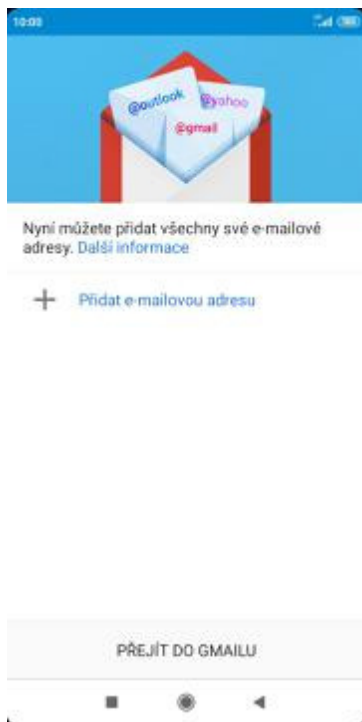 10:00
@outlook
@yahoo
@gmail
Nyní můžete přidat všechny své e-mailové
adresy. Další informace
Přidat e-mailovou adresu
PŘEJÍT DO GMAILU